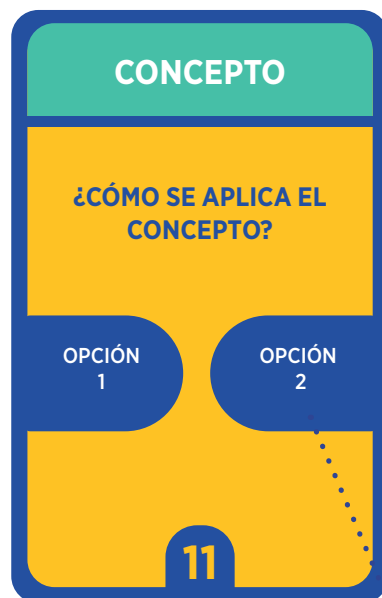 CONCEPTO
¿CÓMO SE APLICA EL
CONCEPTO?
OPCIÓN
1
OPCIÓN
2
11